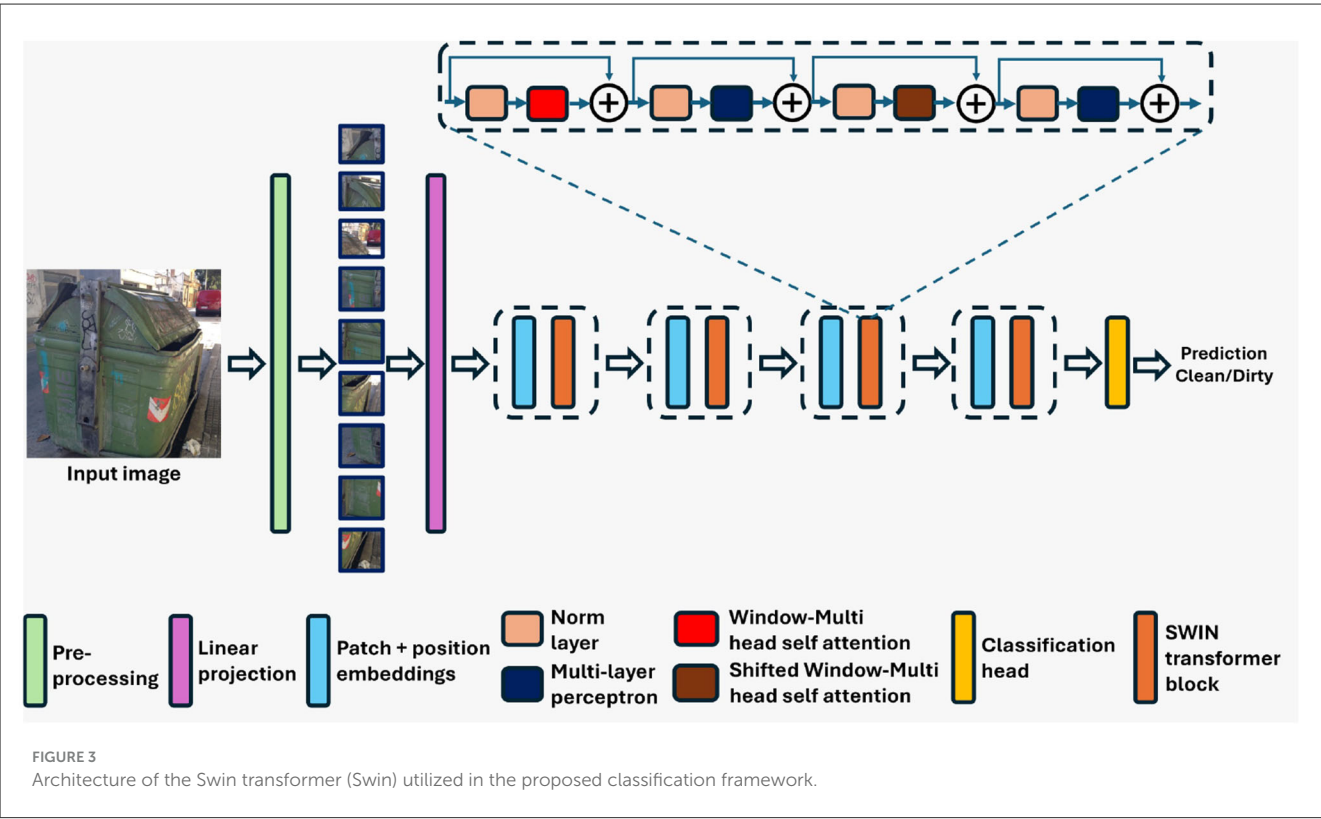 Input image
Prediction
Clean/Dirty
Pre-
processing
Linear
projection
Patch + position
embeddings
Norm
layer
Multi-layer
perceptron
Window-Multi
head self attention
Shifted Window-Multi
head self attention
Classification
head
SWIN
transformer
block
FIGURE 3
Architecture of the Swin transformer (Swin) utilized in the proposed classification framework.